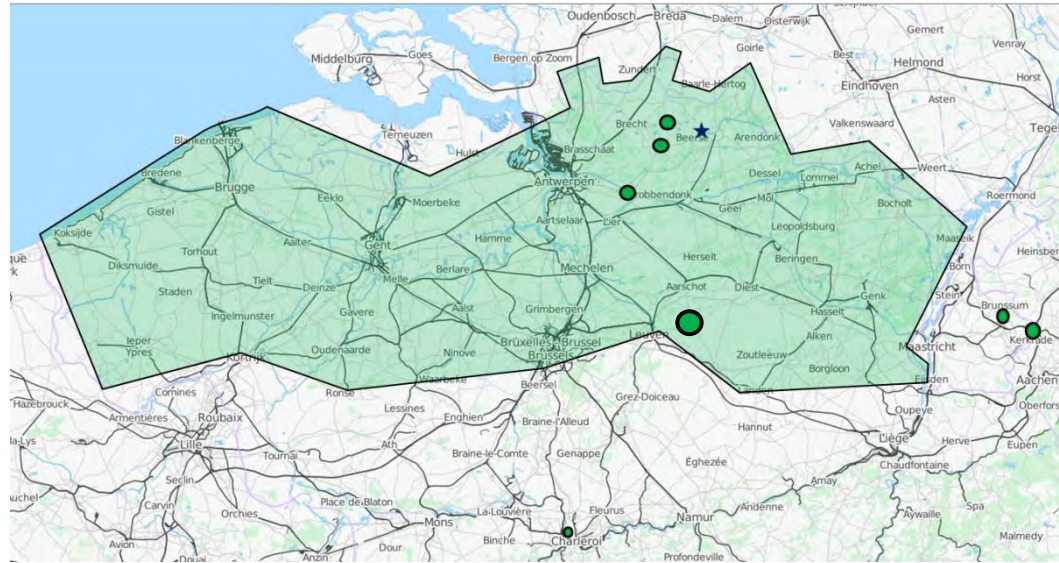 Oudenbosch
Breda
Dalem
Oisterwijk
Gemert
Venray
Goes
Middelburg
Bergen op Zoom
Goirle
Best
Helmond
Zundert
Horst
Baarle-Hertog
Eindhoven
Asten
Blankenberge
Terneuzen
Hulst
Brecht
Beerse
Arendonk
Valkenswaard
Brasschaat
Bredene
Brugge
Dessel
Achel
Weert
Antwerpen
Lommel
Roermond
Eeklo
Moerbeke
Geel
Mol
Bocholt
Gistel
Aartselaar
Lier
Koksijde
Torhout
Aalter
Gent
Hamme
Leopoldsburg
Maaseik
Heinsberg
Diksmuide
Herselt
Beringen
Born
Tielt
Melle
Berlare
Mechelen
Staden
Deinze
Aarschot
Diest
Genk
Stein
Ingelmunster
Gavere
Aalst
Grimbergen
Hasselt
Brunssum
Ieper
Ypres
Leuven
Alken
Kerkrade
Bruxelles-Brussel
Brussels
Maastricht
Kortrijk
Oudenaarde
Ninove
Zoutleeuw
Borgloon
Waarbeke
Landen
Eijsden
Aachen
Beersel
Ronse
Comines
Lessines
Grez-Doiceau
Hazebrouck
Armentières
Roubaix
Enghien
Braine-l'Alleud
Hannut
Oupeye
Lille
Ath
Liège
Herve
Eupen
Tournai
Braine-le-Comte
Genappe
Éghezée
Chaudfontaine
Seclin
Amay
Place de Blaton
La-Louvière
Fleurus
Andenne
Spa
Carvin
Orchies
Mons
Namur
Aywaille
Binche
Charleroi
Malmedy
Avion
Anzin
Dour
Profondeville
Douai